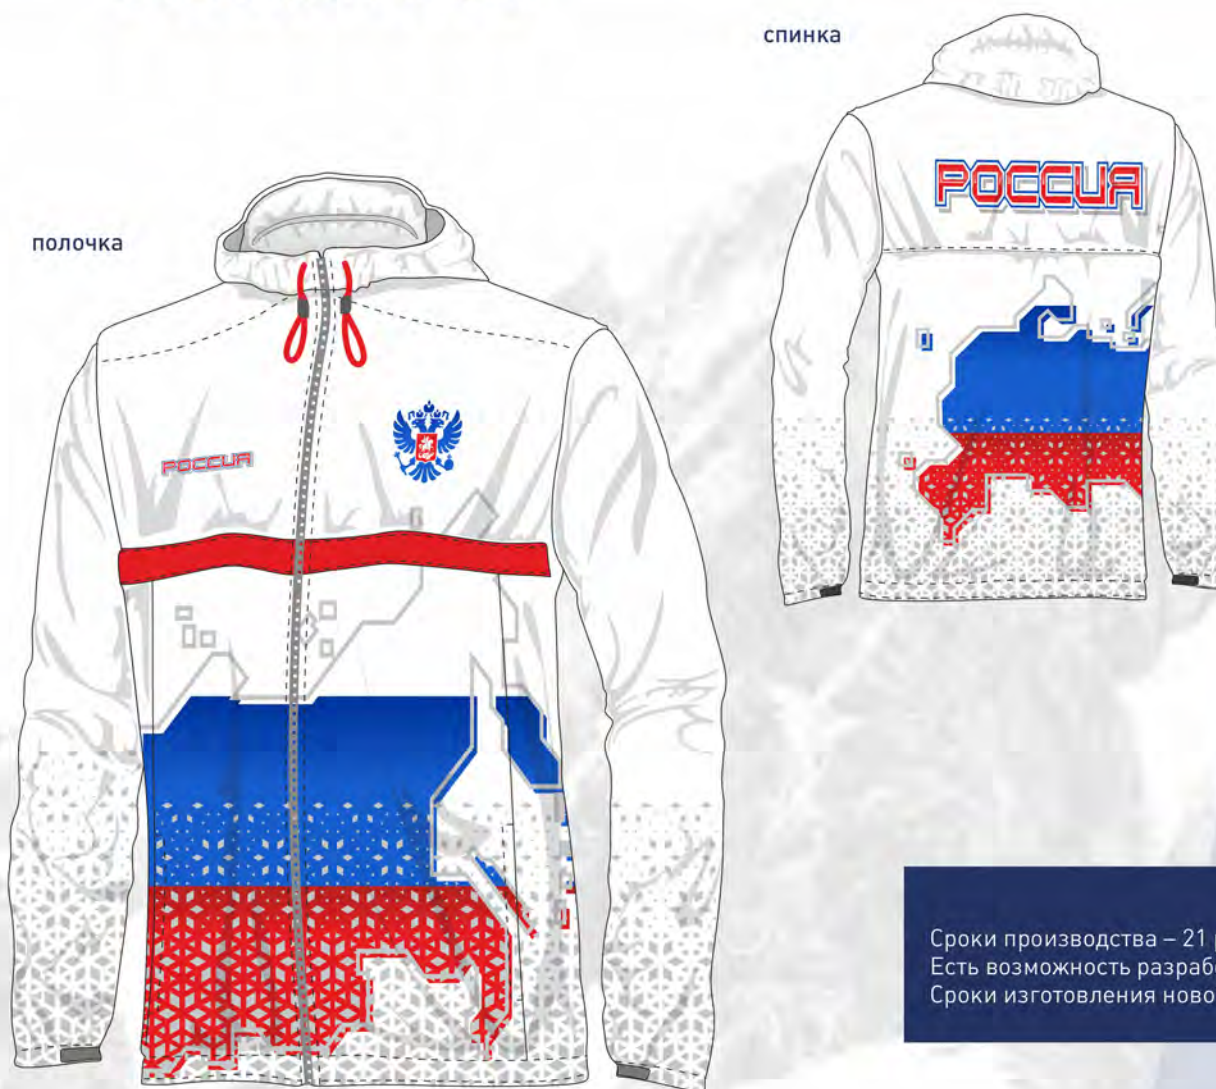 спинка
РОССИЯ
полочка
РОССИЯ
Сроки производства – 21
Есть возможность
Сроки изготовления